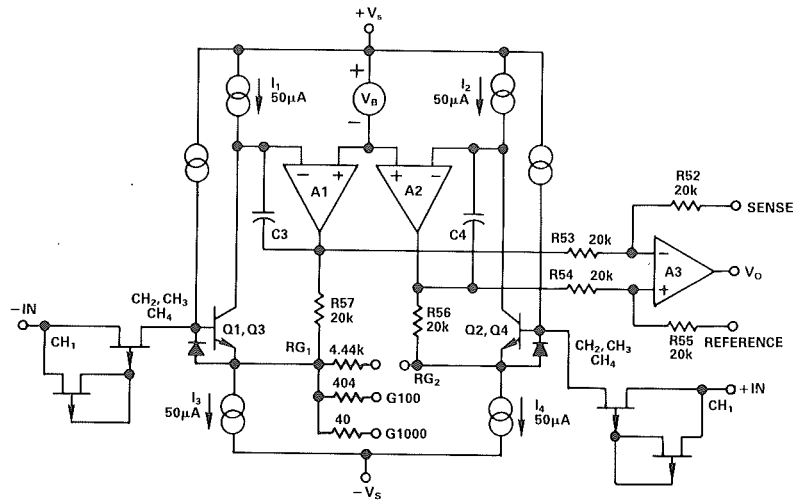 +Vs
I1
50µA
+
VB
−
I2
50µA
−
+
A1
+
−
A2
C3
C4
R52
20k
SENSE
R53
20k
−
A3
+
VO
R54
20k
R55
20k
REFERENCE
R57
20k
R56
20k
−IN
CH1
CH2, CH3
CH4
Q1, Q3
Q2, Q4
CH2, CH3
CH4
RG1
4.44k
RG2
404
G100
40
G1000
I3
50µA
I4
50µA
+IN
CH1
−VS